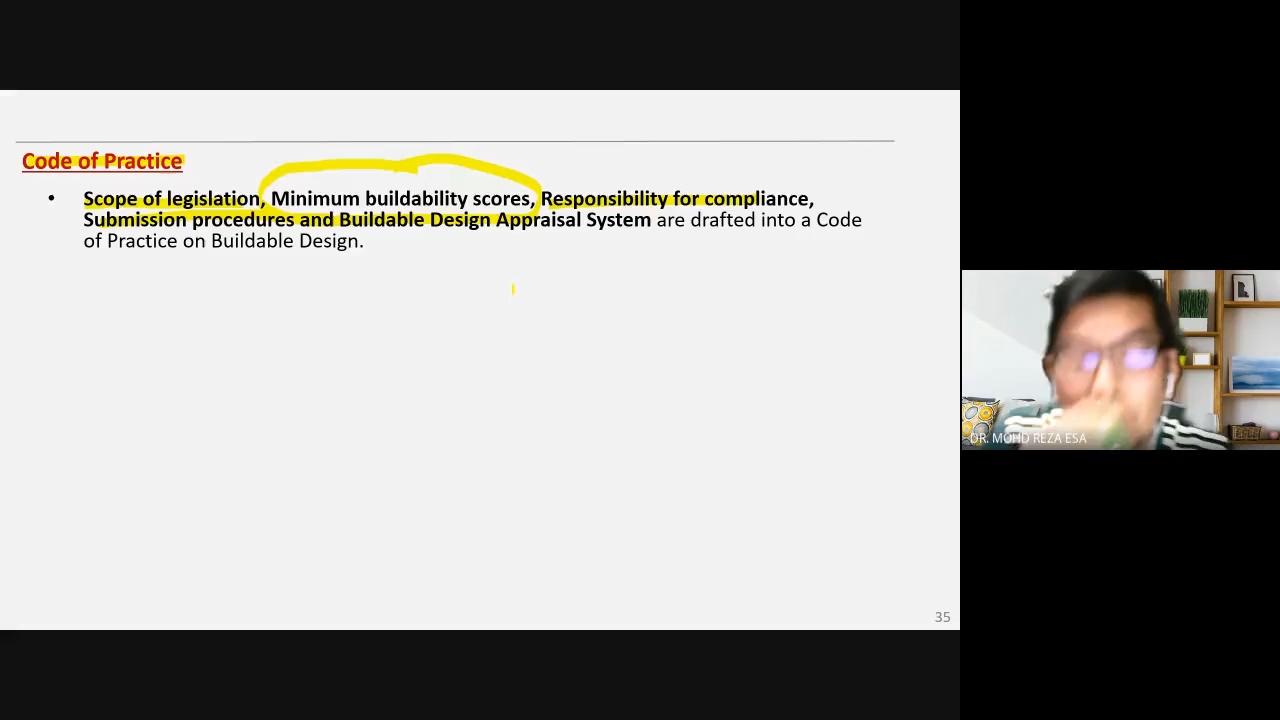 Code of Practice
• Scope of legislation, Minimum buildability scores, Responsibility for compliance,
Submission procedures and Buildable Design Appraisal System are drafted into a Code
of Practice on Buildable Design.
DR. MOHD REZA ESA
35